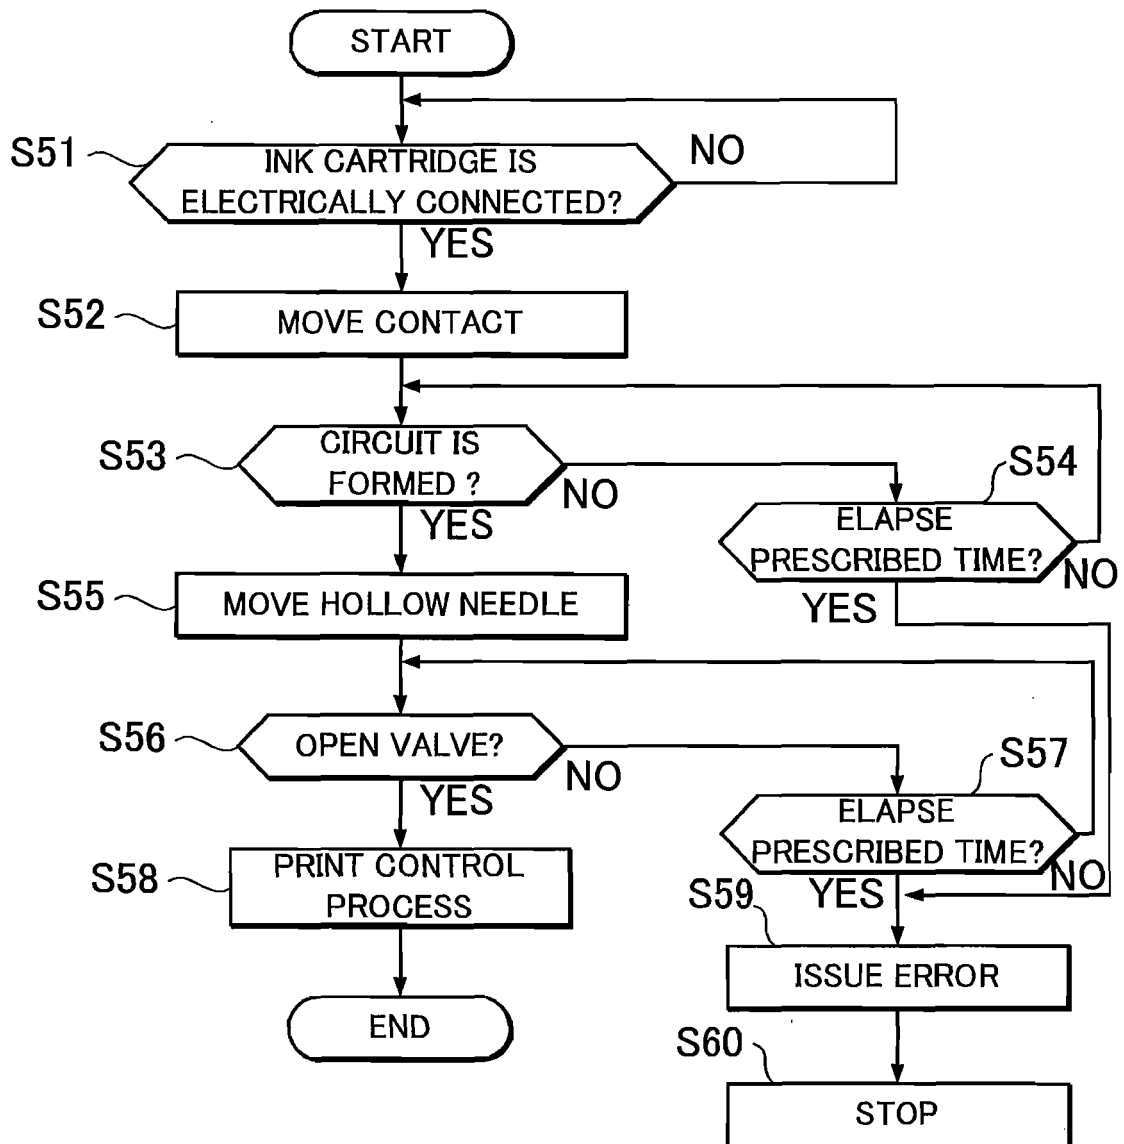 START
S51
INK CARTRIDGE IS
ELECTRICALLY CONNECTED?
NO
YES
S52
MOVE CONTACT
S53
CIRCUIT IS
FORMED ?
NO
YES
S54
ELAPSE
PRESCRIBED TIME?
NO
YES
S55
MOVE HOLLOW NEEDLE
S56
OPEN VALVE?
NO
YES
S57
ELAPSE
PRESCRIBED TIME?
NO
YES
S58
PRINT CONTROL
PROCESS
END
S59
ISSUE ERROR
S60
STOP